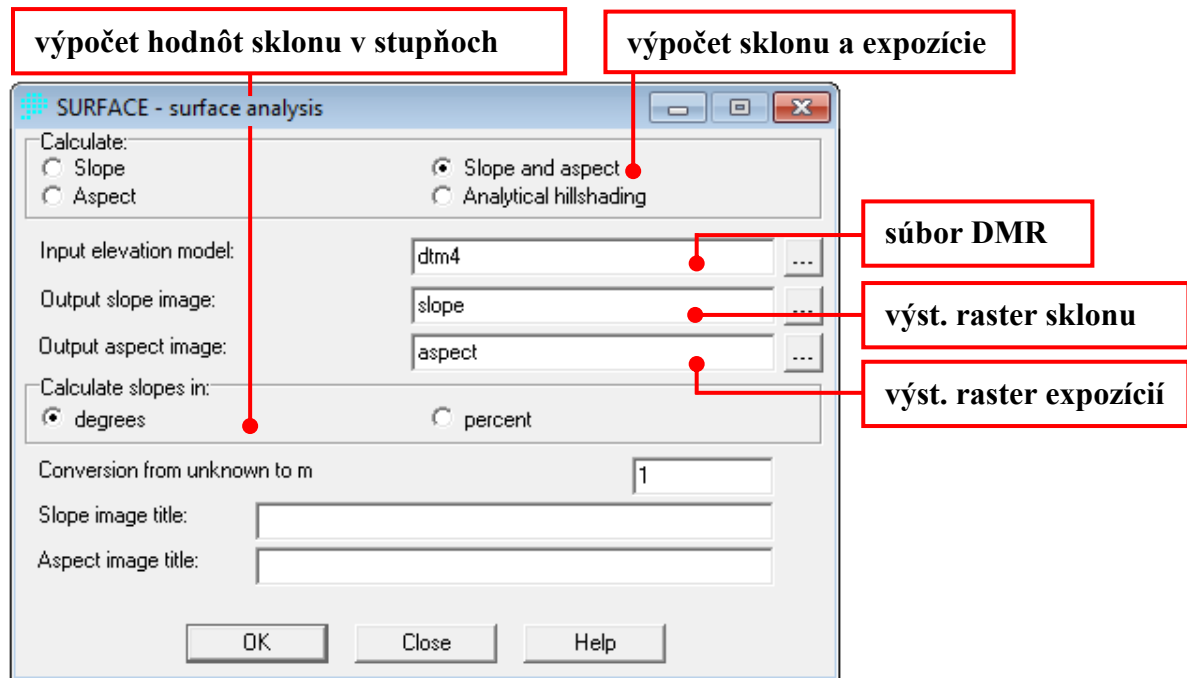 výpočet hodnôt sklonu v stupňoch
výpočet sklonu a expozície
SURFACE - surface analysis
Calculate:
Slope
Slope and aspect
Aspect
Analytical hillshading
súbor DMR
Input elevation model:
dtm4
...
Output slope image:
slope
...
výst. raster sklonu
Output aspect image:
aspect
...
výst. raster expozícií
Calculate slopes in:
degrees
percent
Conversion from unknown to m
1
Slope image title:
Aspect image title:
OK
Close
Help